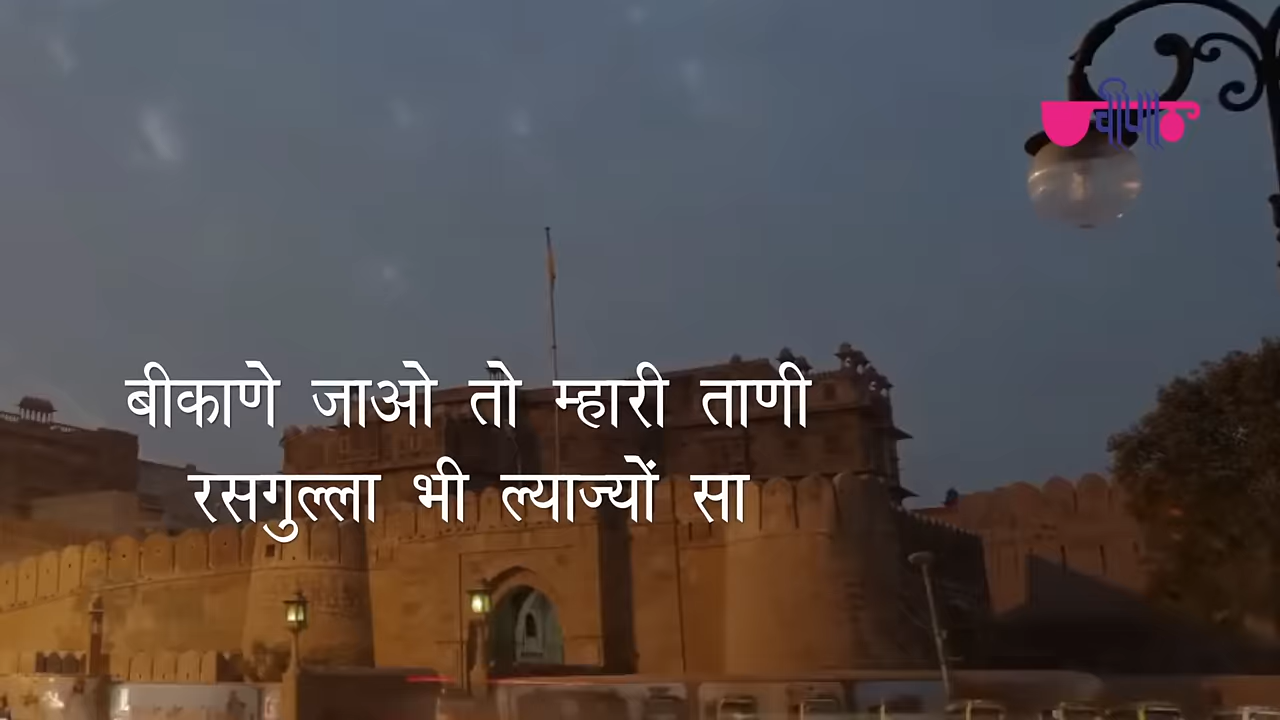 वीणा
बीकाणे जाओ तो म्हारी ताणी
रसगुल्ला भी ल्याज्यों सा